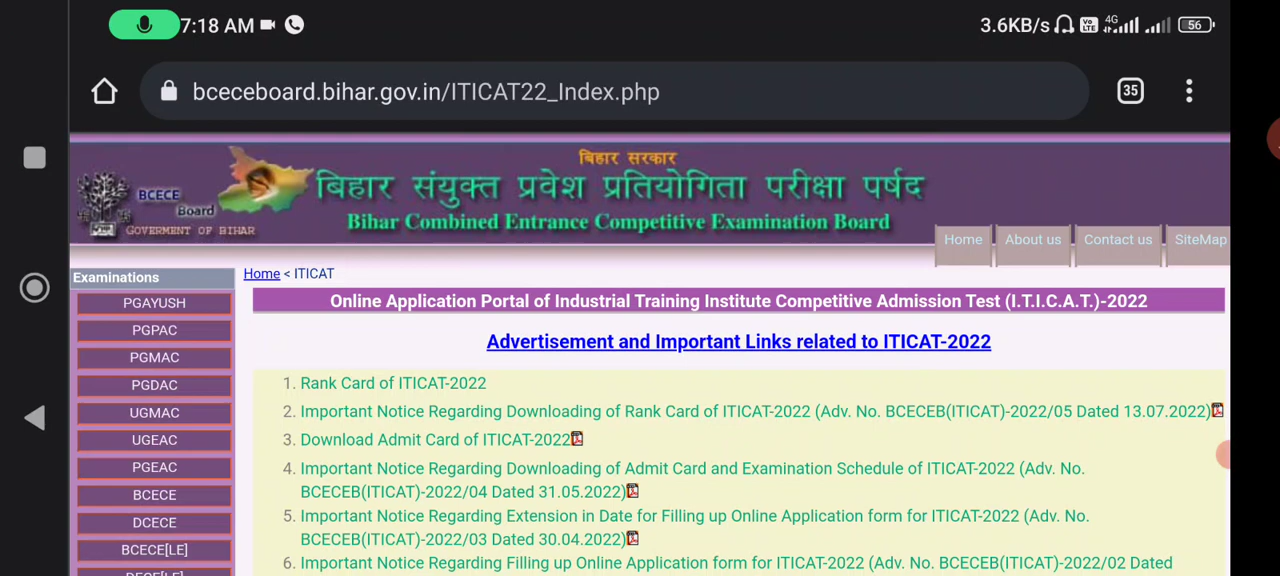 7:18 AM
3.6KB/s Vo LTE 4G 56
bceceboard.bihar.gov.in/ITICAT22_Index.php
35
बिहार सरकार
BCECE
Board
GOVERMENT OF BIHAR
बिहार संयुक्त प्रवेश प्रतियोगिता परीक्षा पर्षद
Bihar Combined Entrance Competitive Examination Board
Home About us Contact us SiteMap
Examinations
PGAYUSH
PGPAC
PGMAC
PGDAC
UGMAC
UGEAC
PGEAC
BCECE
DCECE
BCECE[LE]
DECE[LE]
Home < ITICAT
Online Application Portal of Industrial Training Institute Competitive Admission Test (I.T.I.C.A.T.)-2022
Advertisement and Important Links related to ITICAT-2022
1. Rank Card of ITICAT-2022
2. Important Notice Regarding Downloading of Rank Card of ITICAT-2022 (Adv. No. BCECEB(ITICAT)-2022/05 Dated 13.07.2022)
3. Download Admit Card of ITICAT-2022
4. Important Notice Regarding Downloading of Admit Card and Examination Schedule of ITICAT-2022 (Adv. No.
BCECEB(ITICAT)-2022/04 Dated 31.05.2022)
5. Important Notice Regarding Extension in Date for Filling up Online Application form for ITICAT-2022 (Adv. No.
BCECEB(ITICAT)-2022/03 Dated 30.04.2022)
6. Important Notice Regarding Filling up Online Application form for ITICAT-2022 (Adv. No. BCECEB(ITICAT)-2022/02 Dated